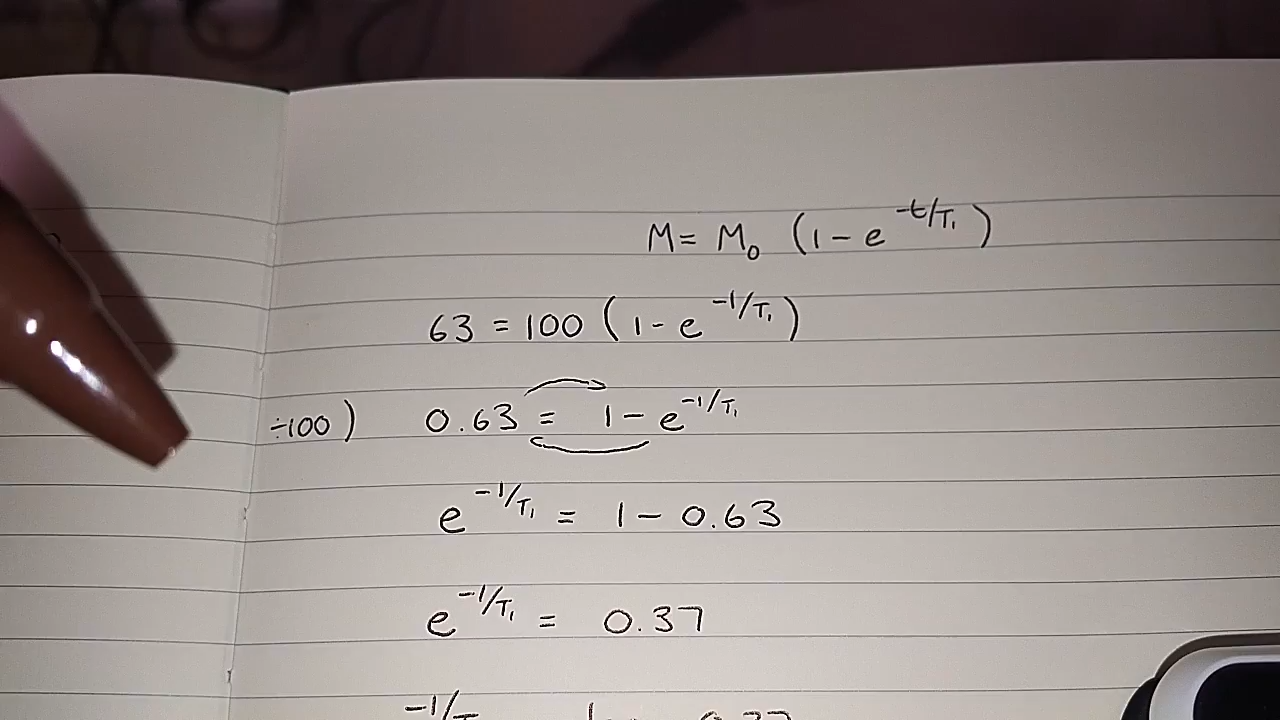 M = M₀ (1 - e^-t/T₁)
63 = 100 (1 - e^-1/T₁)
÷100) 0.63 = 1 - e^-1/T₁
e^-1/T₁ = 1 - 0.63
e^-1/T₁ = 0.37